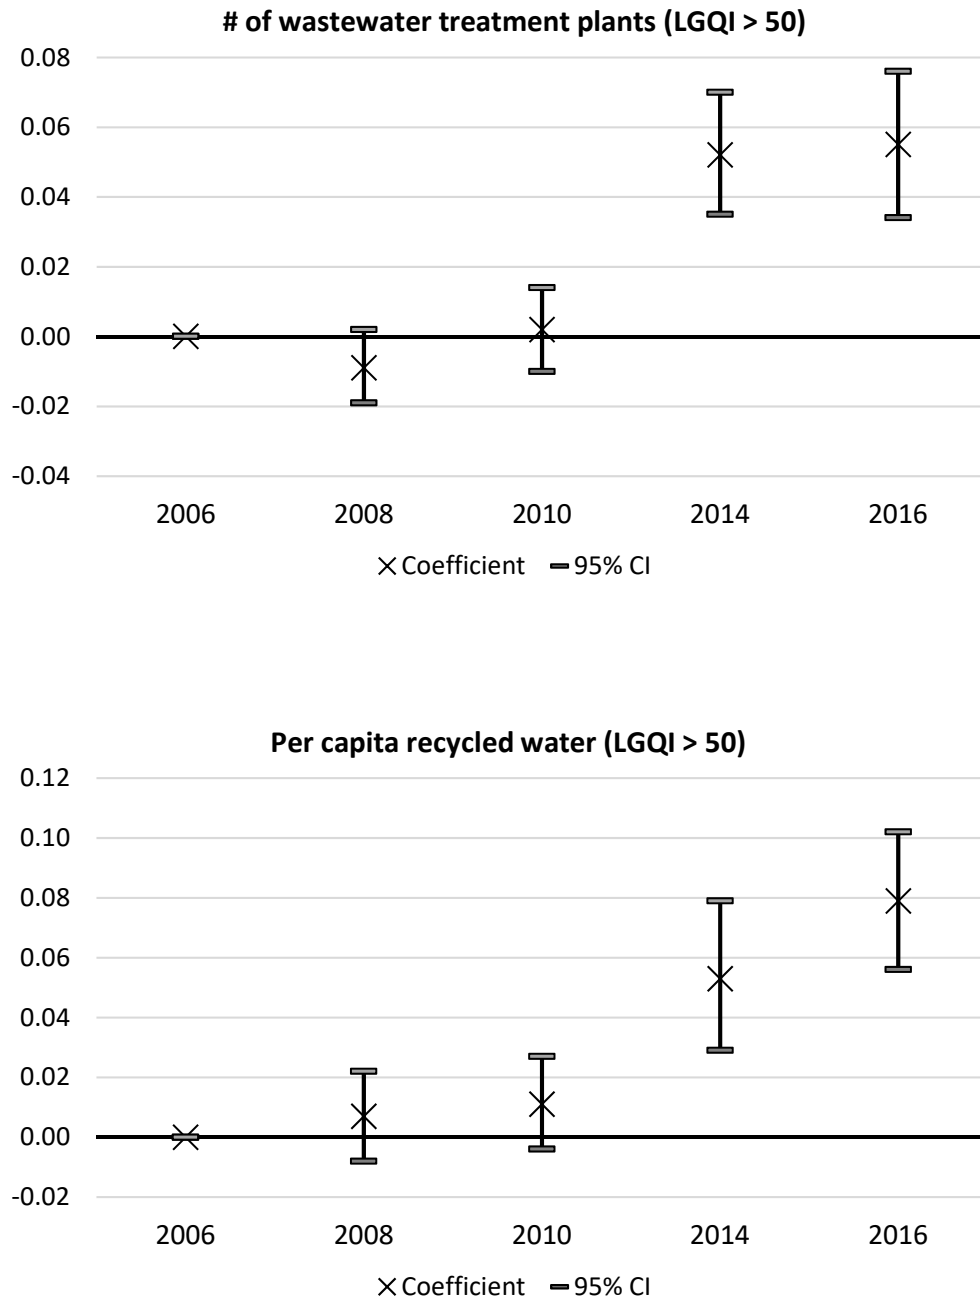 # of wastewater treatment plants (LGQI > 50)
0.08
0.06
0.04
0.02
0.00
-0.02
-0.04
2006 2008 2010 2014 2016
Coefficient 95% CI
Per capita recycled water (LGQI > 50)
0.12
0.10
0.08
0.06
0.04
0.02
0.00
-0.02
2006 2008 2010 2014 2016
Coefficient 95% CI